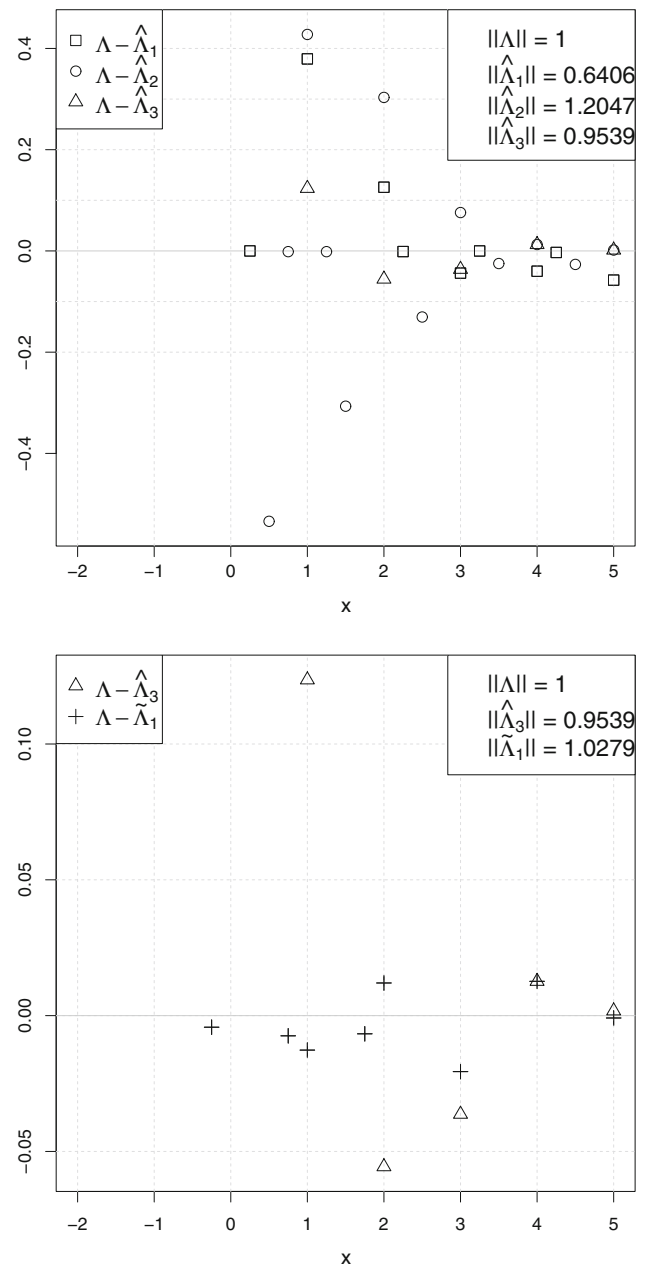 Λ − Λ̂₁
Λ − Λ̂₂
Λ − Λ̂₃
||Λ|| = 1
||Λ̂₁|| = 0.6406
||Λ̂₂|| = 1.2047
||Λ̂₃|| = 0.9539
0.4
0.2
0.0
−0.2
−0.4
−2 −1 0 1 2 3 4 5
x
Λ − Λ̂₃
Λ − Λ̃₁
||Λ|| = 1
||Λ̂₃|| = 0.9539
||Λ̃₁|| = 1.0279
0.10
0.05
0.00
−0.05
−2 −1 0 1 2 3 4 5
x